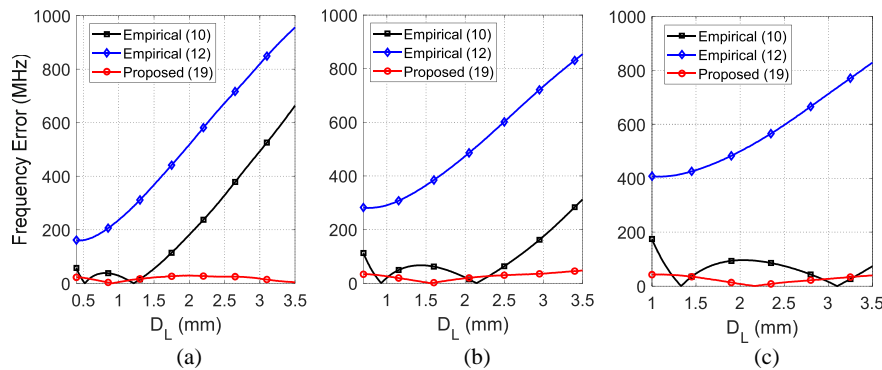 Frequency Error (MHz)
1000
800
600
400
200
0
Empirical (10)
Empirical (12)
Proposed (19)
0.5 1 1.5 2 2.5 3 3.5
D_L (mm)
(a)
1000
800
600
400
200
0
Empirical (10)
Empirical (12)
Proposed (19)
1 1.5 2 2.5 3 3.5
D_L (mm)
(b)
1000
800
600
400
200
0
Empirical (10)
Empirical (12)
Proposed (19)
1 1.5 2 2.5 3 3.5
D_L (mm)
(c)